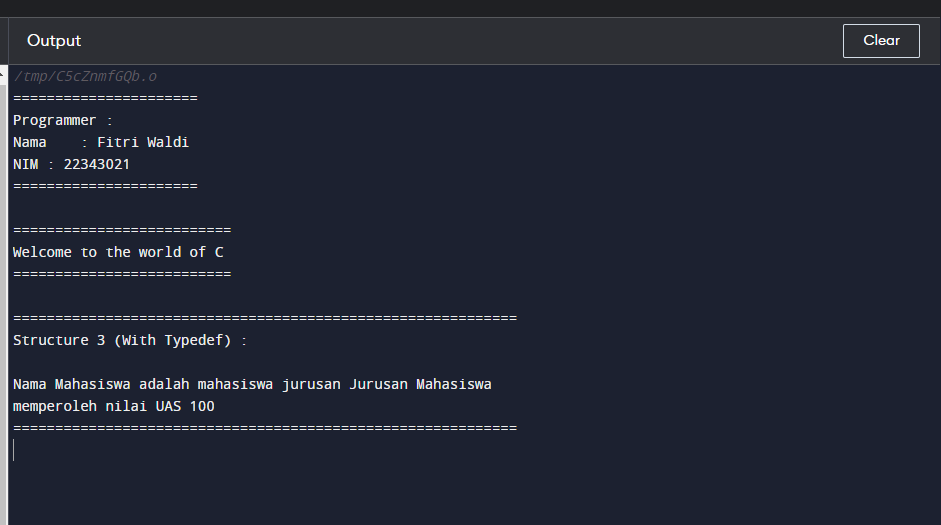 Output
Clear
/tmp/C5cZnmfGQb.o
======================
Programmer :
Nama    : Fitri Waldi
NIM : 22343021
======================
==========================
Welcome to the world of C
==========================
============================================================
Structure 3 (With Typedef) :
Nama Mahasiswa adalah mahasiswa jurusan Jurusan Mahasiswa
memperoleh nilai UAS 100
============================================================